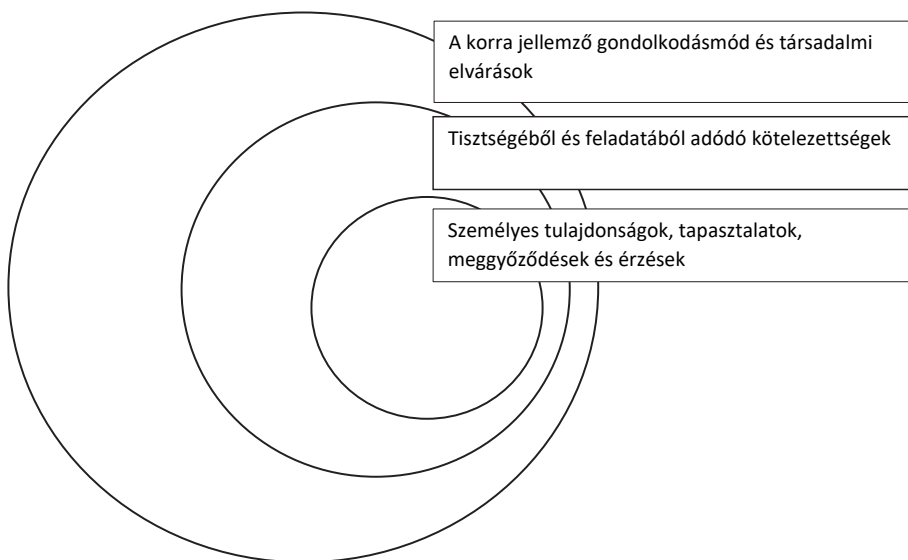 A korra jellemző gondolkodásmód és társadalmi
elvárások
Tisztségéből és feladatából adódó kötelezettségek
Személyes tulajdonságok, tapasztalatok,
meggyőződések és érzések